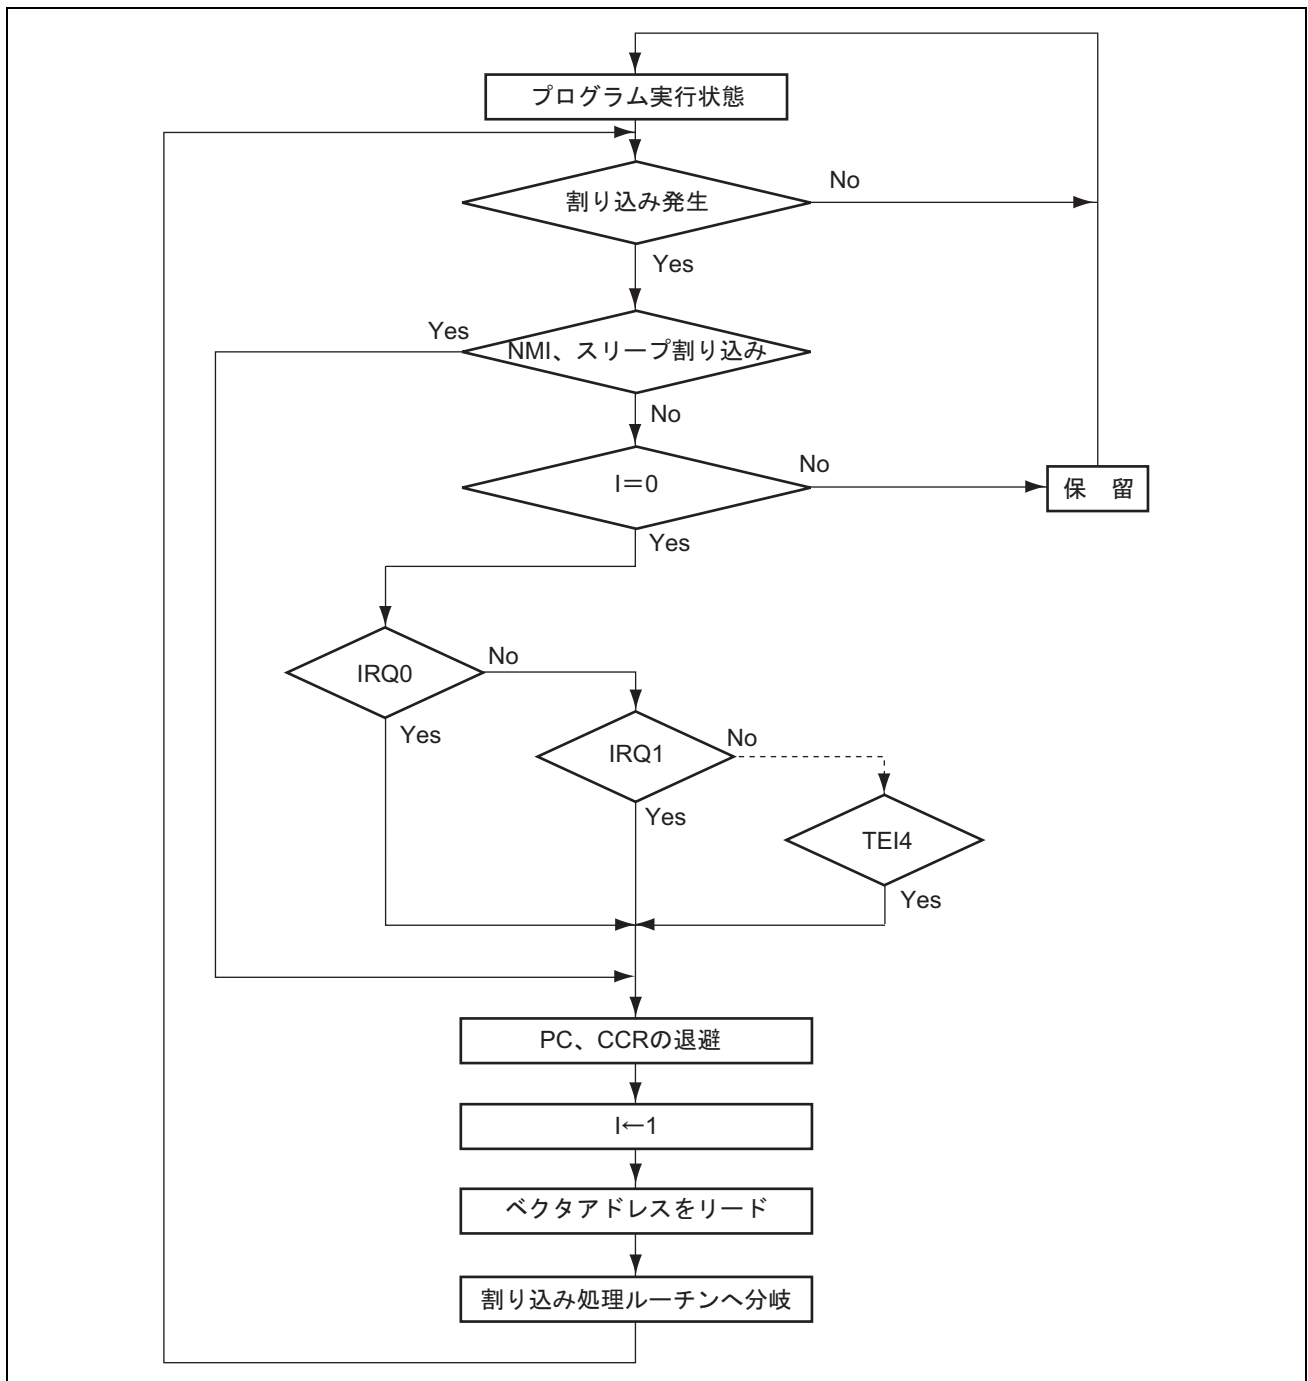 プログラム実行状態
割り込み発生
No
Yes
Yes
NMI、スリープ割り込み
No
I＝0
No
保　留
Yes
IRQ0
No
Yes
IRQ1
No
Yes
TEI4
Yes
PC、CCRの退避
I←1
ベクタアドレスをリード
割り込み処理ルーチンへ分岐